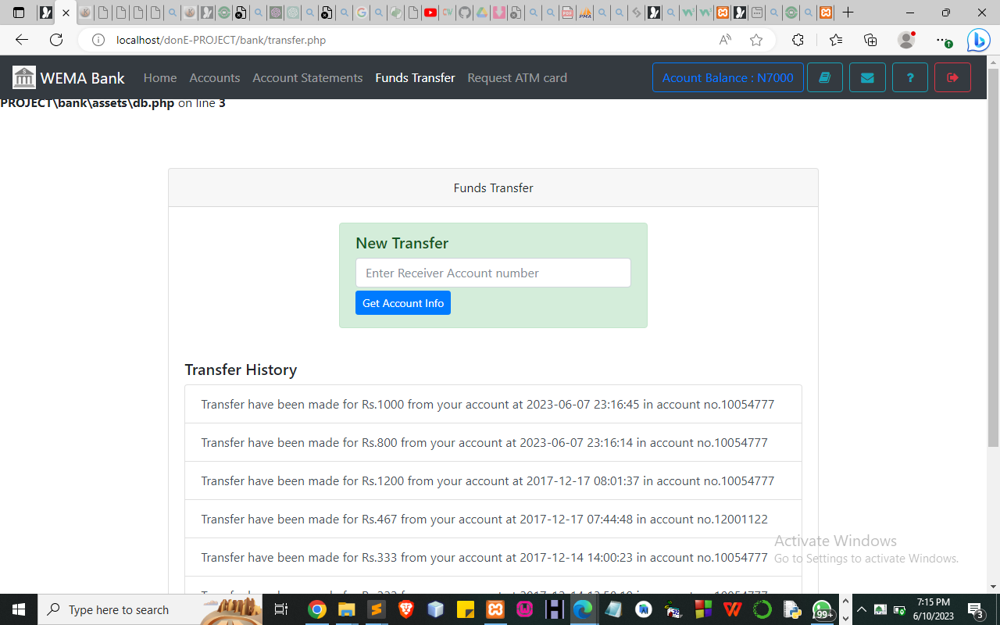 localhost/donE-PROJECT/bank/transfer.php
WEMA Bank Home Accounts Account Statements Funds Transfer Request ATM card Acount Balance : N7000 ?
PROJECT\bank\assets\db.php on line 3
Funds Transfer
New Transfer
Enter Receiver Account number
Get Account Info
Transfer History
Transfer have been made for Rs.1000 from your account at 2023-06-07 23:16:45 in account no.10054777
Transfer have been made for Rs.800 from your account at 2023-06-07 23:16:14 in account no.10054777
Transfer have been made for Rs.1200 from your account at 2017-12-17 08:01:37 in account no.10054777
Transfer have been made for Rs.467 from your account at 2017-12-17 07:44:48 in account no.12001122
Transfer have been made for Rs.333 from your account at 2017-12-14 14:00:23 in account no.10054777
Activate Windows
Go to Settings to activate Windows.
Type here to search
99+
7:15 PM
6/10/2023
3